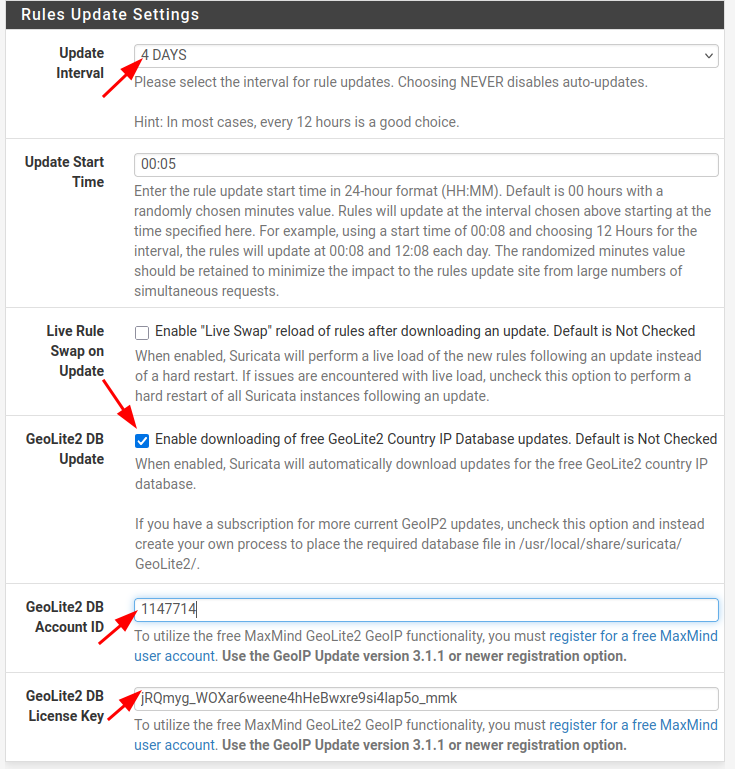 Rules Update Settings
Update
Interval
4 DAYS
Please select the interval for rule updates. Choosing NEVER disables auto-updates.
Hint: In most cases, every 12 hours is a good choice.
Update Start
Time
00:05
Enter the rule update start time in 24-hour format (HH:MM). Default is 00 hours with a
randomly chosen minutes value. Rules will update at the interval chosen above starting at the
time specified here. For example, using a start time of 00:08 and choosing 12 Hours for the
interval, the rules will update at 00:08 and 12:08 each day. The randomized minutes value
should be retained to minimize the impact to the rules update site from large numbers of
simultaneous requests.
Live Rule
Swap on
Update
Enable "Live Swap" reload of rules after downloading an update. Default is Not Checked
When enabled, Suricata will perform a live load of the new rules following an update instead
of a hard restart. If issues are encountered with live load, uncheck this option to perform a
hard restart of all Suricata instances following an update.
GeoLite2 DB
Update
Enable downloading of free GeoLite2 Country IP Database updates. Default is Not Checked
When enabled, Suricata will automatically download updates for the free GeoLite2 country IP
database.
If you have a subscription for more current GeoIP2 updates, uncheck this option and instead
create your own process to place the required database file in /usr/local/share/suricata/
GeoLite2/.
GeoLite2 DB
Account ID
1147714
To utilize the free MaxMind GeoLite2 GeoIP functionality, you must register for a free MaxMind
user account. Use the GeoIP Update version 3.1.1 or newer registration option.
GeoLite2 DB
License Key
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
To utilize the free MaxMind GeoLite2 GeoIP functionality, you must register for a free MaxMind
user account. Use the GeoIP Update version 3.1.1 or newer registration option.